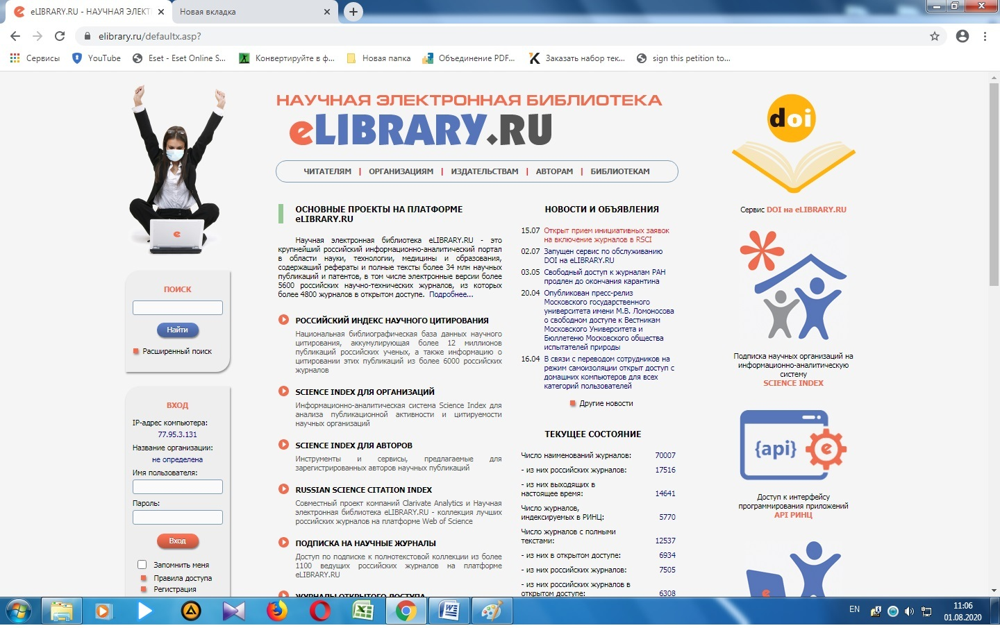 eLIBRARY.RU - НАУЧНАЯ ЭЛЕКТ
Новая вкладка
elibrary.ru/defaultx.asp?
Сервисы
YouTube
Eset - Eset Online S...
Конвертируйте в ф...
Новая папка
Объединение PDF...
Заказать набор тек...
sign this petition to...
НАУЧНАЯ ЭЛЕКТРОННАЯ БИБЛИОТЕКА
eLIBRARY.RU
ЧИТАТЕЛЯМ | ОРГАНИЗАЦИЯМ | ИЗДАТЕЛЬСТВАМ | АВТОРАМ | БИБЛИОТЕКАМ
ПОИСК
Найти
Расширенный поиск
ВХОД
IP-адрес компьютера:
77.95.3.131
Название организации:
не определена
Имя пользователя:
Пароль:
Вход
Запомнить меня
Правила доступа
Регистрация
ОСНОВНЫЕ ПРОЕКТЫ НА ПЛАТФОРМЕ
eLIBRARY.RU
Научная электронная библиотека eLIBRARY.RU - это
крупнейший российский информационно-аналитический портал
в области науки, технологии, медицины и образования,
содержащий рефераты и полные тексты более 34 млн научных
публикаций и патентов, в том числе электронные версии более
5600 российских научно-технических журналов, из которых
более 4800 журналов в открытом доступе. Подробнее...
РОССИЙСКИЙ ИНДЕКС НАУЧНОГО ЦИТИРОВАНИЯ
Национальная библиографическая база данных научного
цитирования, аккумулирующая более 12 миллионов
публикаций российских ученых, а также информацию о
цитировании этих публикаций из более 6000 российских
журналов
SCIENCE INDEX ДЛЯ ОРГАНИЗАЦИЙ
Информационно-аналитическая система Science Index для
анализа публикационной активности и цитируемости
научных организаций
SCIENCE INDEX ДЛЯ АВТОРОВ
Инструменты и сервисы, предлагаемые для
зарегистрированных авторов научных публикаций
RUSSIAN SCIENCE CITATION INDEX
Совместный проект компаний Clarivate Analytics и Научная
электронная библиотека eLIBRARY.RU - коллекция лучших
российских журналов на платформе Web of Science
ПОДПИСКА НА НАУЧНЫЕ ЖУРНАЛЫ
Доступ по подписке к полнотекстовой коллекции из более
1100 ведущих российских журналов на платформе
eLIBRARY.RU
ЖУРНАЛЫ ОТКРЫТОГО ДОСТУПА
НОВОСТИ И ОБЪЯВЛЕНИЯ
15.07 Открыт прием инициативных заявок
на включение журналов в RSCI
02.07 Запущен сервис по обслуживанию
DOI на eLIBRARY.RU
03.05 Свободный доступ к журналам РАН
продлен до окончания карантина
20.04 Опубликован пресс-релиз
Московского государственного
университета имени М.В. Ломоносова
о свободном доступе к Вестникам
Московского Университета и
Бюллетеню Московского общества
испытателей природы
16.04 В связи с переводом сотрудников на
режим самоизоляции открыт доступ с
домашних компьютеров для всех
категорий пользователей
Другие новости
ТЕКУЩЕЕ СОСТОЯНИЕ
Число наименований журналов: 70007
- из них российских журналов: 17516
- из них выходящих в
настоящее время: 14641
Число журналов,
индексируемых в РИНЦ: 5770
Число журналов с полными
текстами: 12537
- из них в открытом доступе: 6934
- из них российских журналов: 7505
- из них российских журналов в
открытом доступе: 6308
doi
Сервис DOI на eLIBRARY.RU
Подписка научных организаций на
информационно-аналитическую
систему
SCIENCE INDEX
{api} e
Доступ к интерфейсу
программирования приложений
API РИНЦ
EN
11:06
01.08.2020